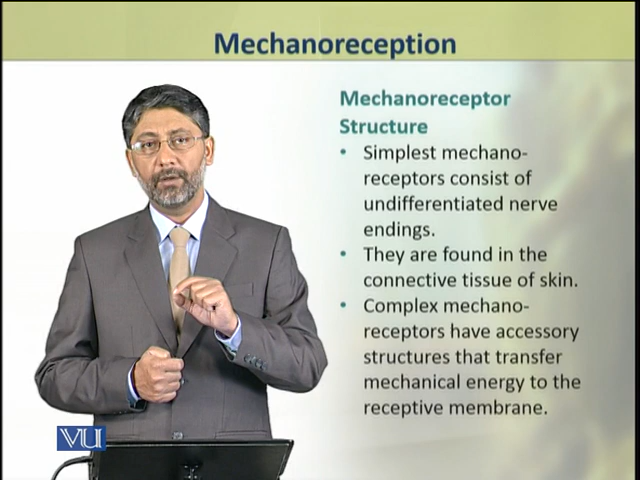 Mechanoreception
Mechanoreceptor
Structure
• Simplest mechano-
receptors consist of
undifferentiated nerve
endings.
• They are found in the
connective tissue of skin.
• Complex mechano-
receptors have accessory
structures that transfer
mechanical energy to the
receptive membrane.
VU